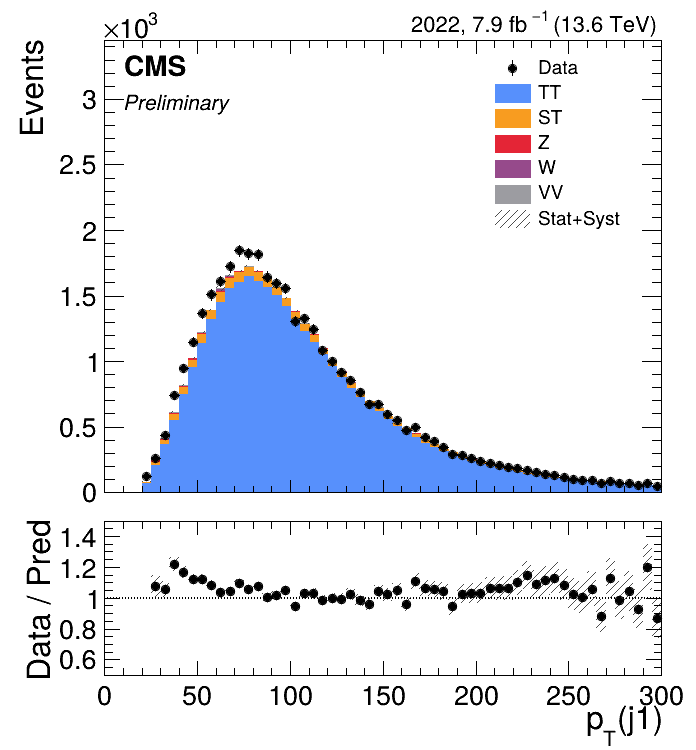 ×10³
2022, 7.9 fb⁻¹ (13.6 TeV)
Events
CMS
Preliminary
Data
TT
ST
Z
W
VV
Stat+Syst
3
2.5
2
1.5
1
0.5
0
Data / Pred
1.4
1.2
1
0.8
0.6
0 50 100 150 200 250 300
p_T(j1)